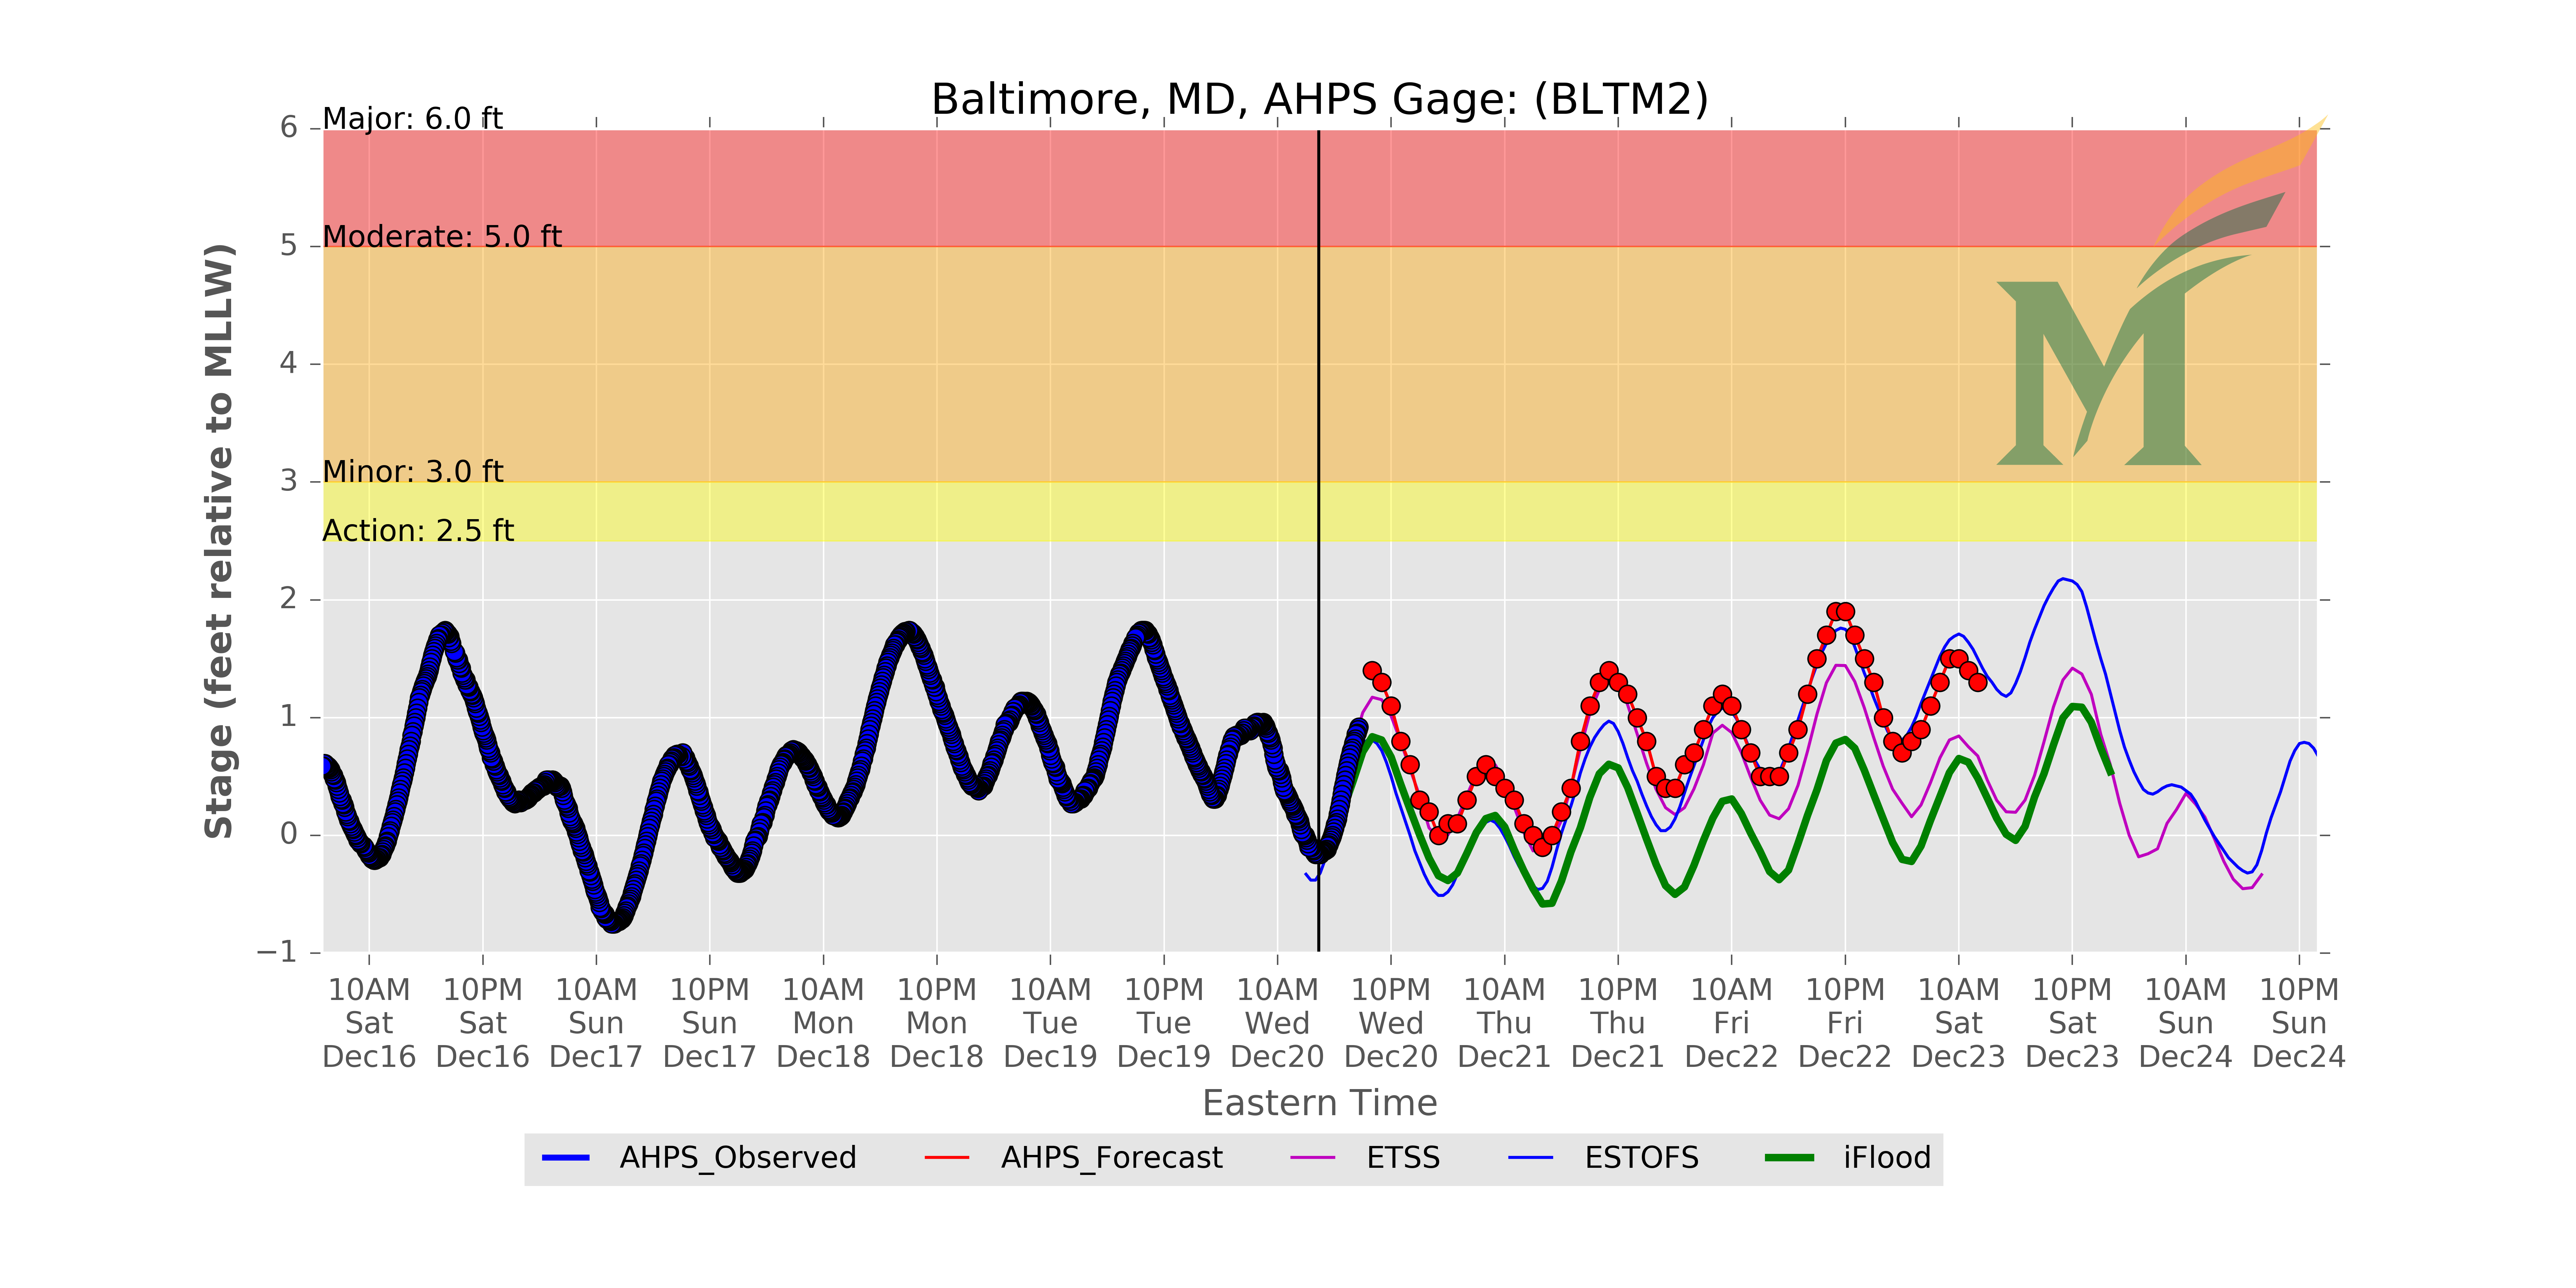 Baltimore, MD, AHPS Gage: (BLTM2)
Major: 6.0 ft
Moderate: 5.0 ft
Minor: 3.0 ft
Action: 2.5 ft
Stage (feet relative to MLLW)
6
5
4
3
2
1
0
−1
10AM 10PM 10AM 10PM 10AM 10PM 10AM 10PM 10AM 10PM 10AM 10PM 10AM 10PM 10AM 10PM 10AM 10PM
Sat Sat Sun Sun Mon Mon Tue Tue Wed Wed Thu Thu Fri Fri Sat Sat Sun Sun
Dec16 Dec16 Dec17 Dec17 Dec18 Dec18 Dec19 Dec19 Dec20 Dec20 Dec21 Dec21 Dec22 Dec22 Dec23 Dec23 Dec24 Dec24
Eastern Time
AHPS_Observed AHPS_Forecast ETSS ESTOFS iFlood